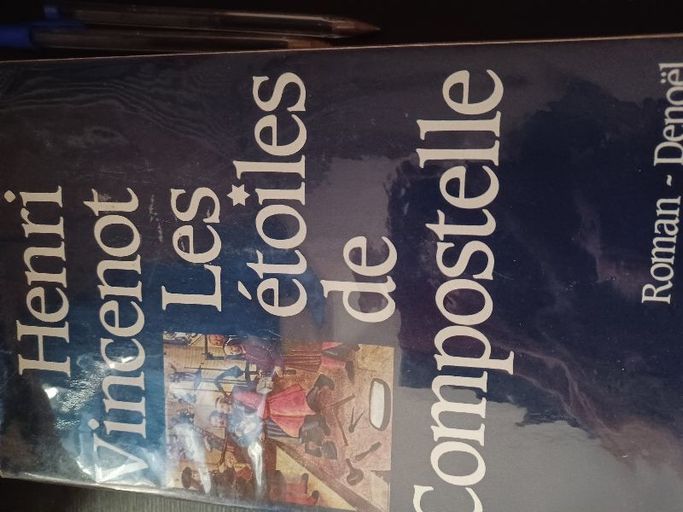 Henri
Vincenot
Les
étoiles
de
Compostelle
Roman ~ Denoël